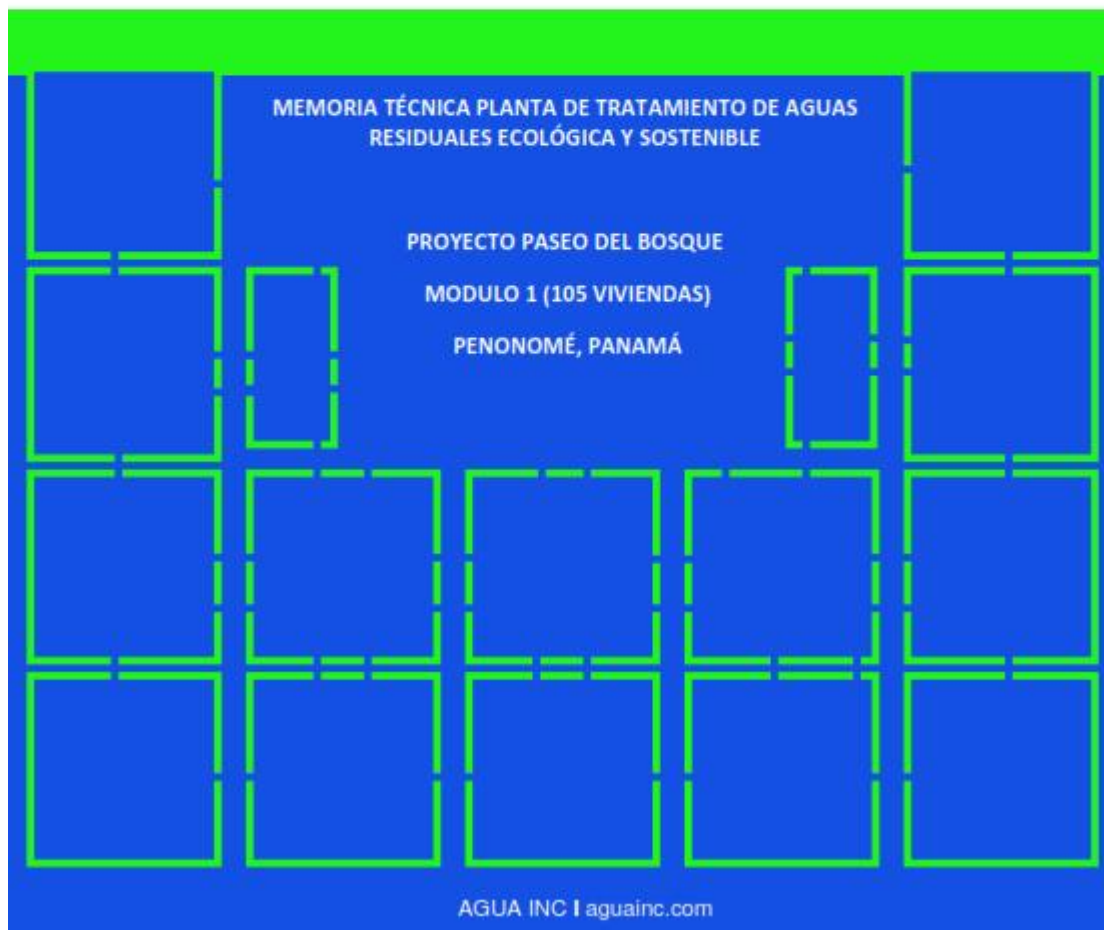 MEMORIA TÉCNICA PLANTA DE TRATAMIENTO DE AGUAS
RESIDUALES ECOLÓGICA Y SOSTENIBLE
PROYECTO PASEO DEL BOSQUE
MODULO 1 (105 VIVIENDAS)
PENONOMÉ, PANAMÁ
AGUA INC I aguainc.com